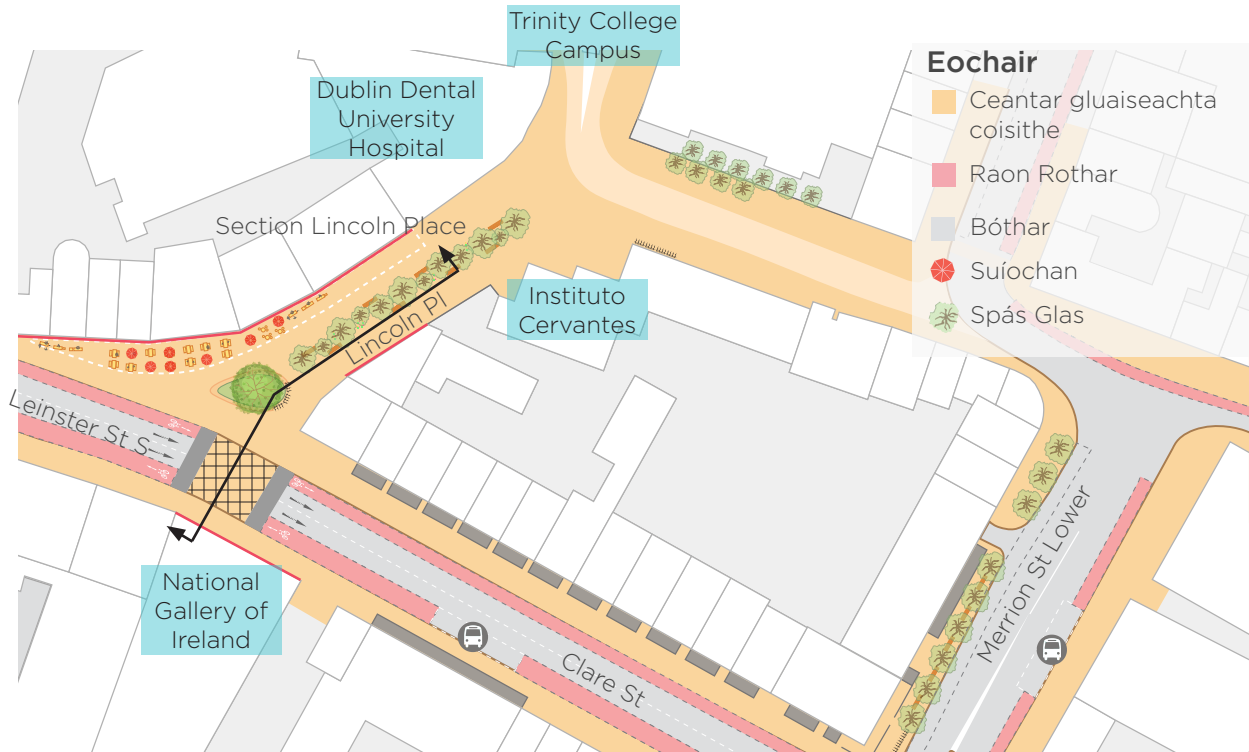 Trinity College
Campus
Dublin Dental
University
Hospital
Section Lincoln Place
Lincoln Pl
Instituto
Cervantes
Leinster St S
National
Gallery of
Ireland
Clare St
Merrion St Lower
Eochair
Ceantar gluaiseachta
coisithe
Raon Rothar
Bóthar
Suíochan
Spás Glas